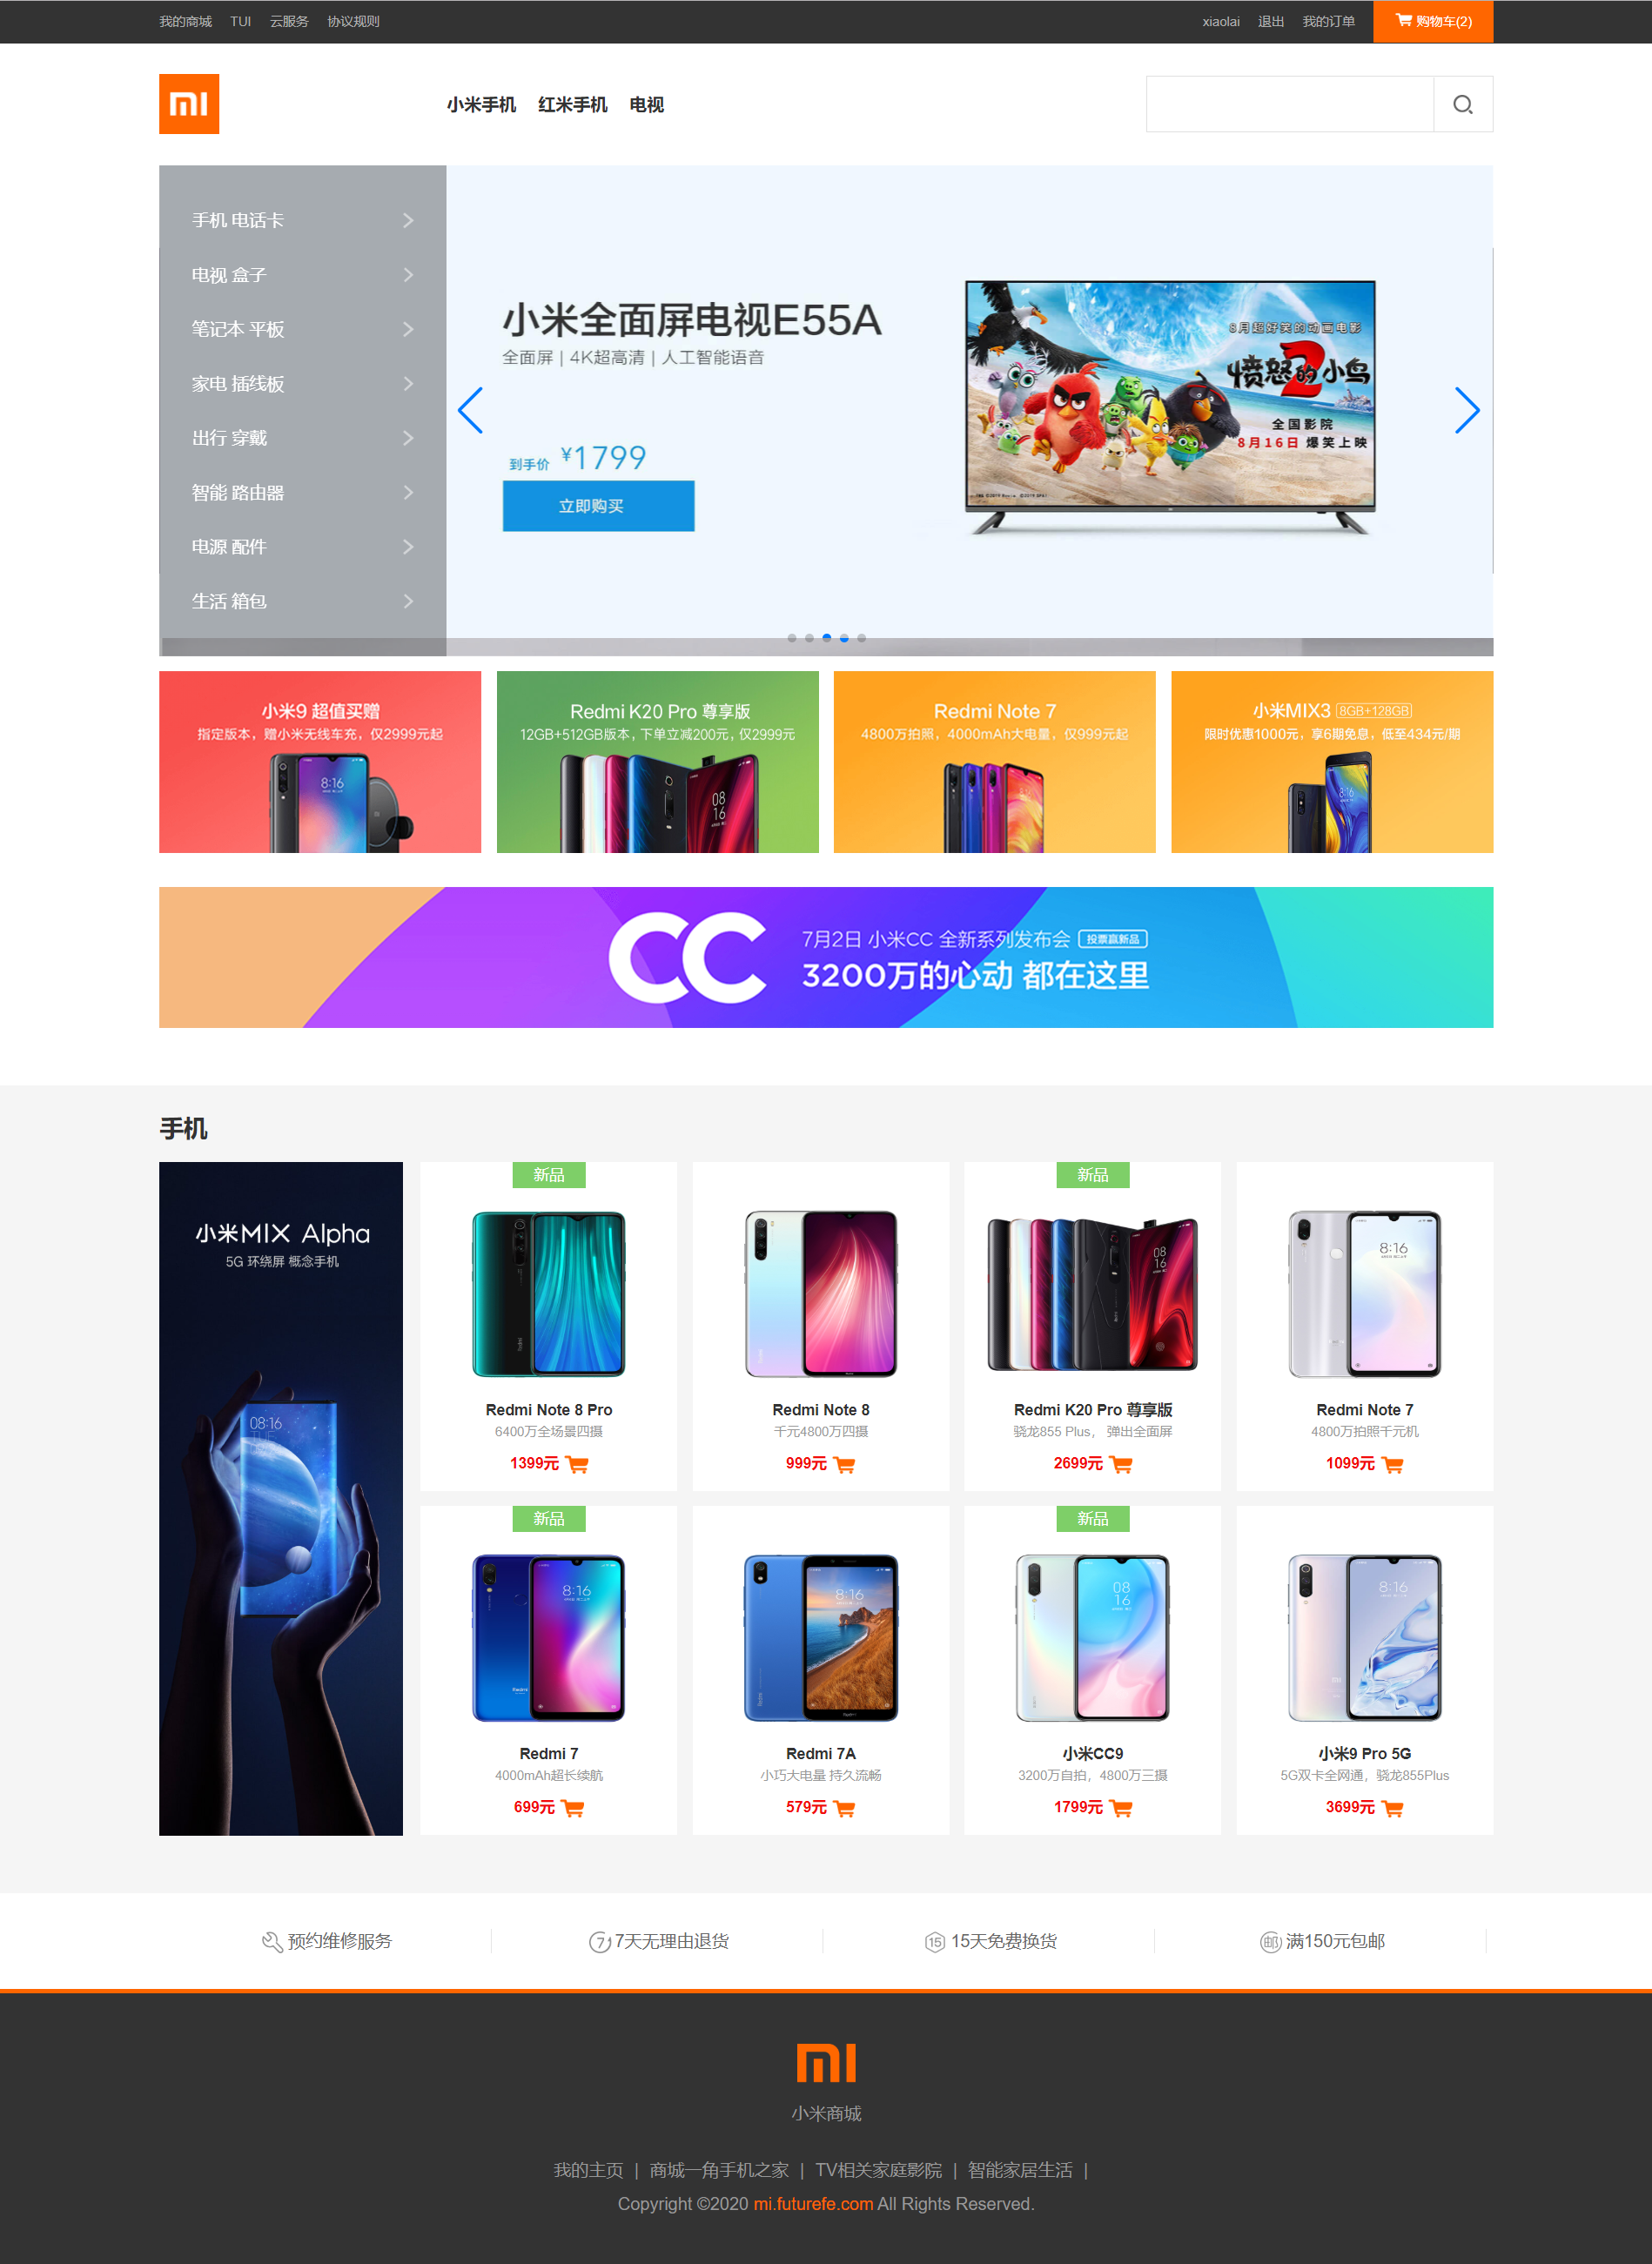 我的商城 TUI 云服务 协议规则 xiaolai 退出 我的订单 购物车(2)
小米手机 红米手机 电视
手机 电话卡
电视 盒子
笔记本 平板
家电 插线板
出行 穿戴
智能 路由器
电源 配件
生活 箱包
小米全面屏电视E55A
全面屏 | 4K超高清 | 人工智能语音
到手价 ¥1799
立即购买
8月超好笑的动画电影
愤怒的小鸟2
全国影院
8月16日 爆笑上映
小米9 超值买赠
指定版本，赠小米无线车充，仅2999元起
Redmi K20 Pro 尊享版
12GB+512GB版本，下单立减200元，仅2999元
Redmi Note 7
4800万拍照，4000mAh大电量，仅999元起
小米MIX3 8GB+128GB
限时优惠1000元，享6期免息，低至434元/期
CC
7月2日 小米CC 全新系列发布会 投票赢新品
3200万的心动 都在这里
手机
小米MIX Alpha
5G 环绕屏 概念手机
08:16
TUE
新品
Redmi Note 8 Pro
6400万全场景四摄
1399元
Redmi Note 8
千元4800万四摄
999元
新品
Redmi K20 Pro 尊享版
骁龙855 Plus， 弹出全面屏
2699元
8:16
Redmi Note 7
4800万拍照千元机
1099元
新品
8:16
Redmi 7
4000mAh超长续航
699元
8:16
Redmi 7A
小巧大电量 持久流畅
579元
新品
08
16
小米CC9
3200万自拍，4800万三摄
1799元
8:16
小米9 Pro 5G
5G双卡全网通，骁龙855Plus
3699元
预约维修服务 7天无理由退货 15天免费换货 满150元包邮
小米商城
我的主页 | 商城一角手机之家 | TV相关家庭影院 | 智能家居生活 |
Copyright ©2020 mi.futurefe.com All Rights Reserved.